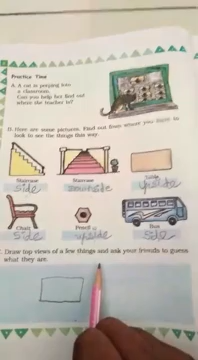 Practice Time
A. A cat is peeping into
a classroom.
Can you help her find out
where the teacher is?
B. Here are some pictures. Find out from where you have to
look to see the things this way.
Staircase
Staircase
Table
side
side
Chair
Pencil
Bus
side
upside
side
Draw top views of a few things and ask your friends to guess
what they are.